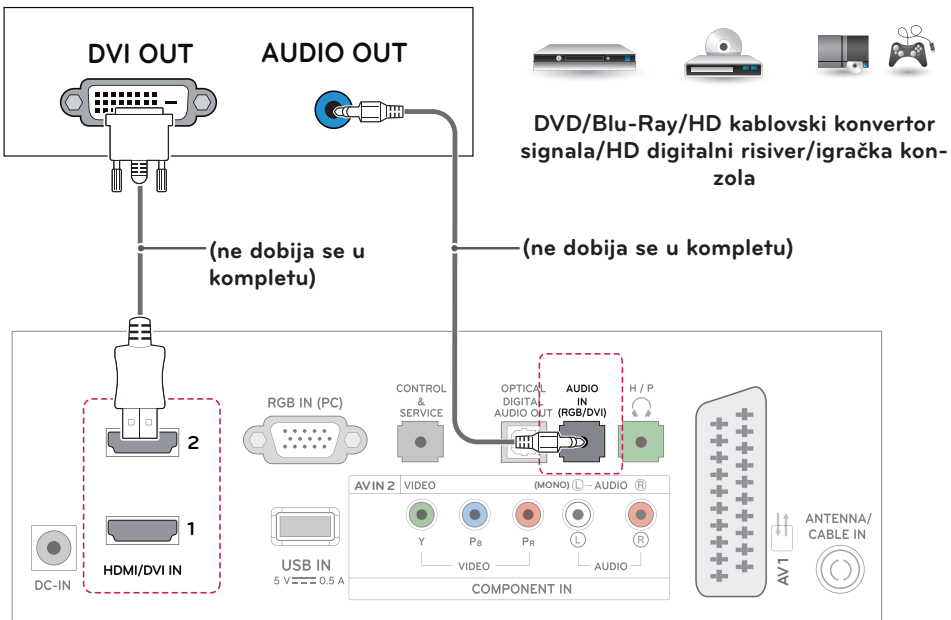 DVI OUT
AUDIO OUT
DVD/Blu-Ray/HD kablovski konvertor
signala/HD digitalni risiver/igračka kon-
zola
(ne dobija se u
kompletu)
(ne dobija se u kompletu)
RGB IN (PC)
CONTROL
&
SERVICE
OPTICAL
DIGITAL
AUDIO OUT
AUDIO
IN
(RGB/DVI)
H / P
2
1
HDMI/DVI IN
DC-IN
USB IN
5 V 0.5 A
AV IN 2 VIDEO (MONO) L - AUDIO R
Y PB PR L R
VIDEO AUDIO
COMPONENT IN
AV1
ANTENNA/
CABLE IN